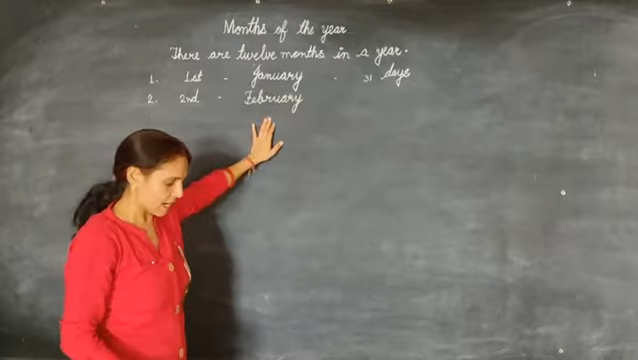 Months of the year
There are twelve months in a year.
1. 1st - January - 31 days
2. 2nd - February